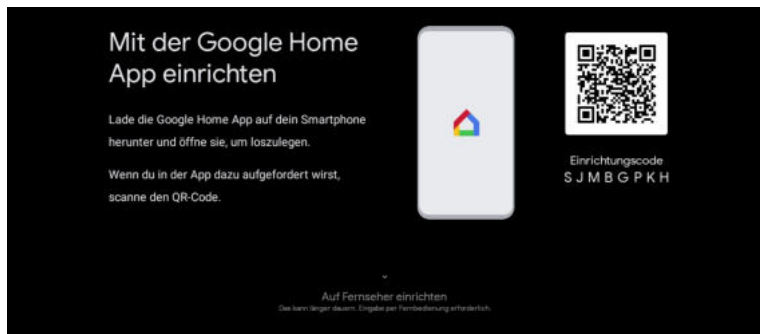 Mit der Google Home
App einrichten
Lade die Google Home App auf dein Smartphone
herunter und öffne sie, um loszulegen.
Wenn du in der App dazu aufgefordert wirst,
scanne den QR-Code.
Einrichtungscode
S J M B G P K H
Auf Fernseher einrichten
Das kann länger dauern. Eingabe per Fernbedienung erforderlich.